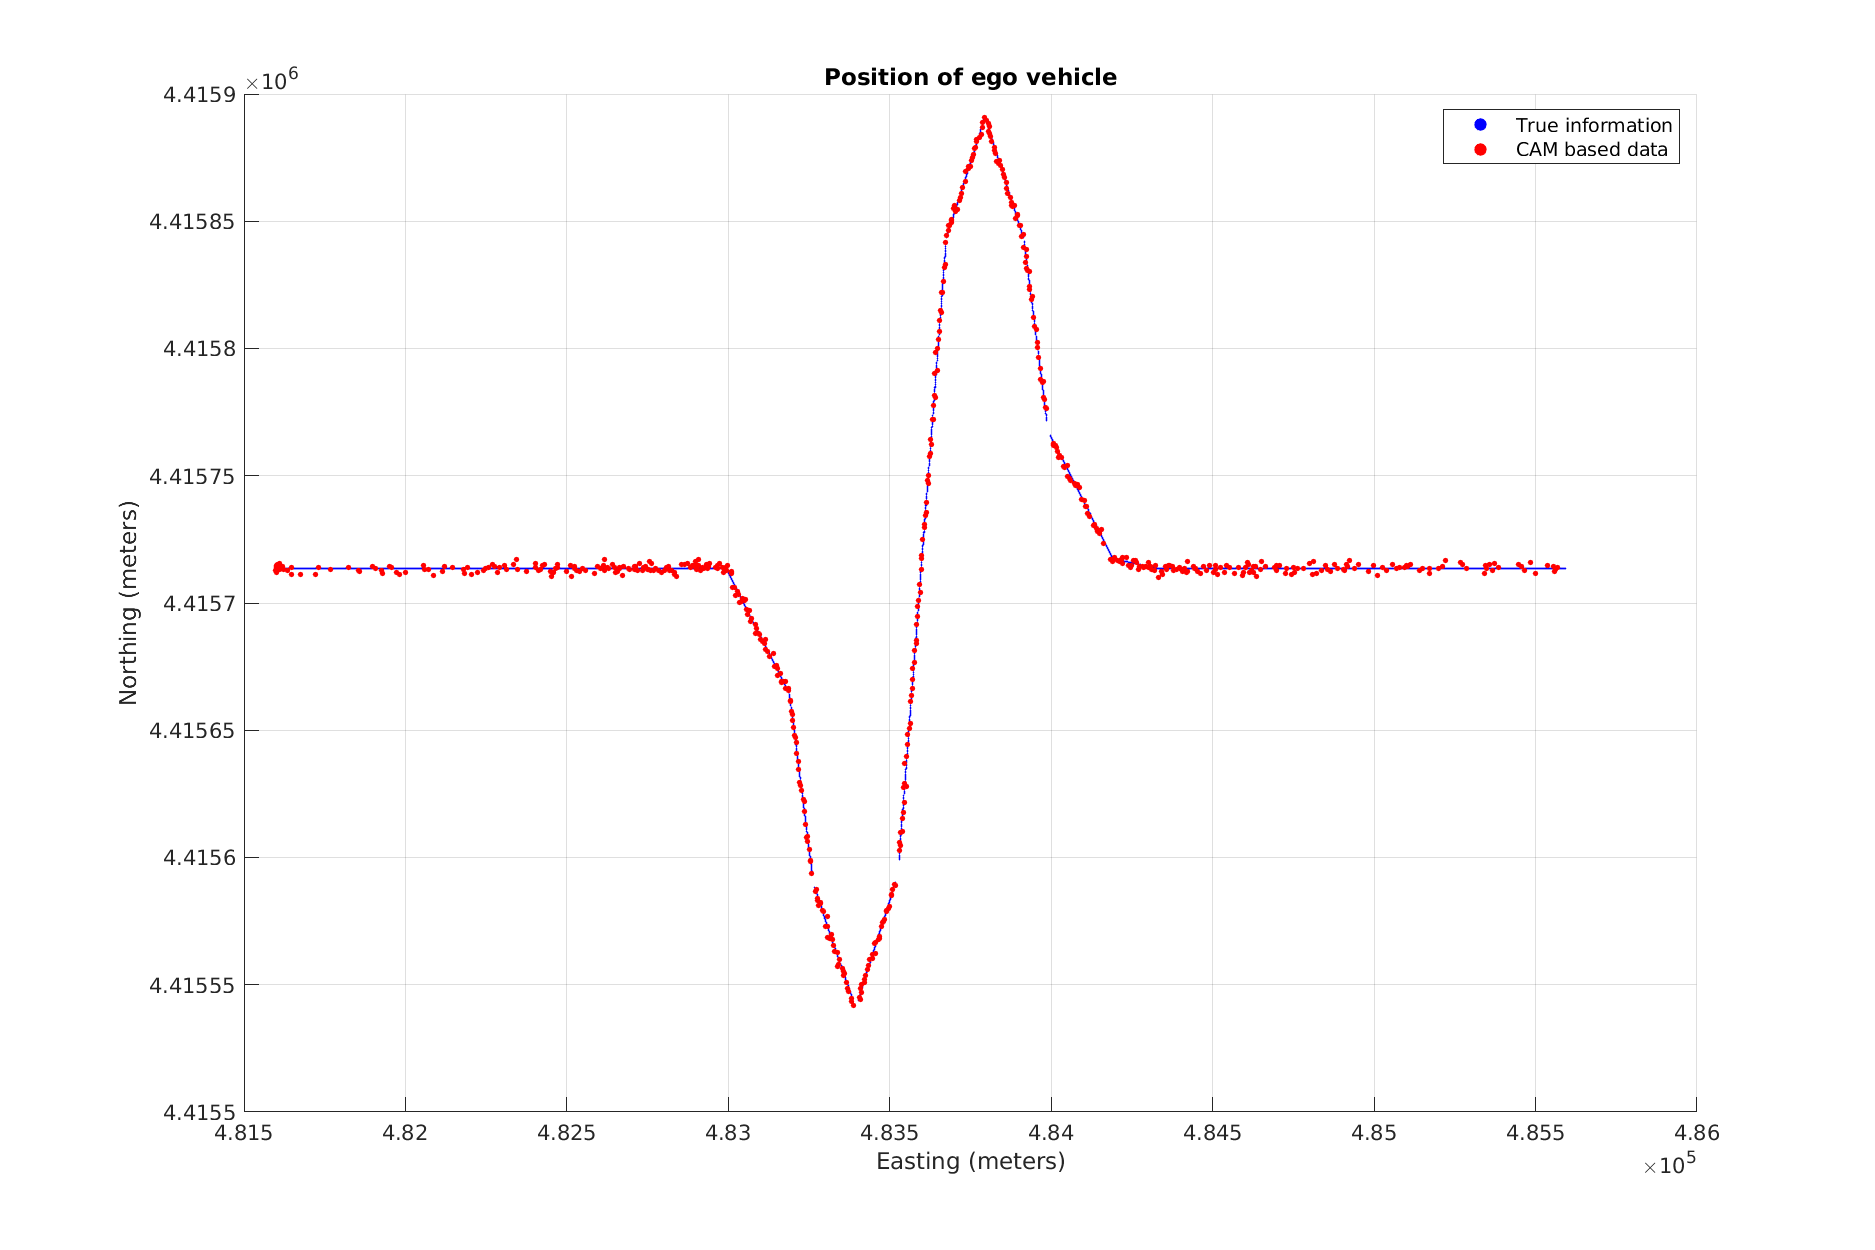 Position of ego vehicle
×10^6
4.4159
4.41585
4.4158
4.41575
4.4157
4.41565
4.4156
4.41555
4.4155
Northing (meters)
True information
CAM based data
4.815 4.82 4.825 4.83 4.835 4.84 4.845 4.85 4.855 4.86
Easting (meters)
×10^5